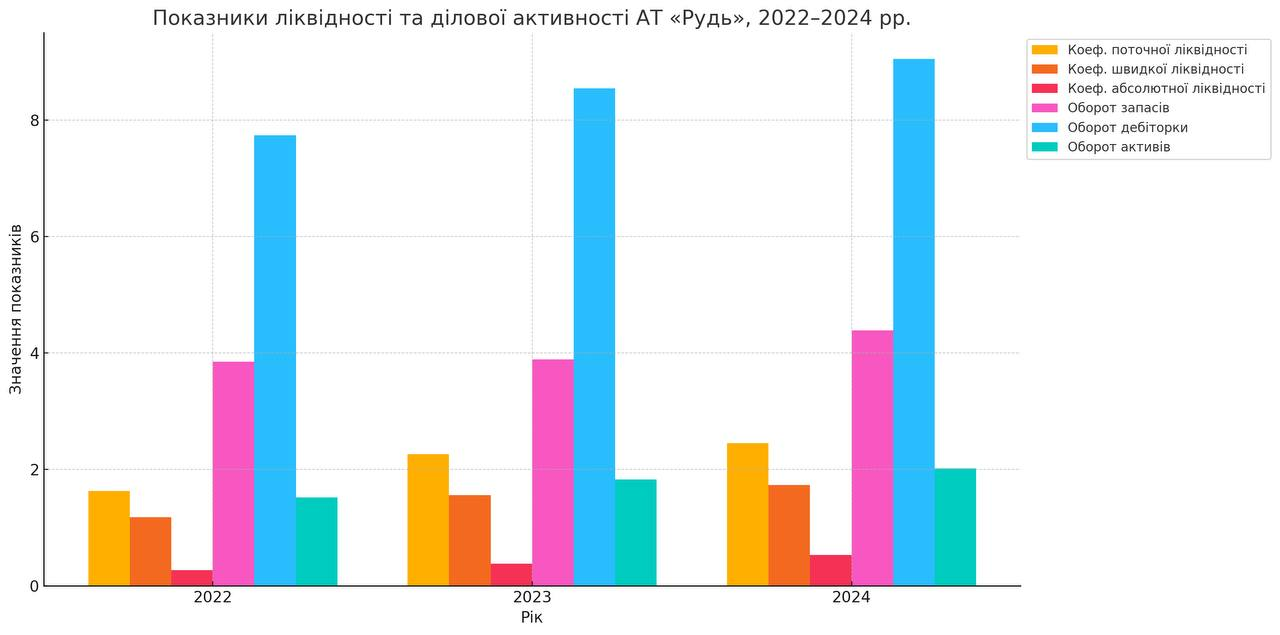 Показники ліквідності та ділової активності АТ «Рудь», 2022–2024 рр.
Коеф. поточної ліквідності
Коеф. швидкої ліквідності
Коеф. абсолютної ліквідності
Оборот запасів
Оборот дебіторки
Оборот активів
Значення показників
8
6
4
2
0
2022
2023
2024
Рік